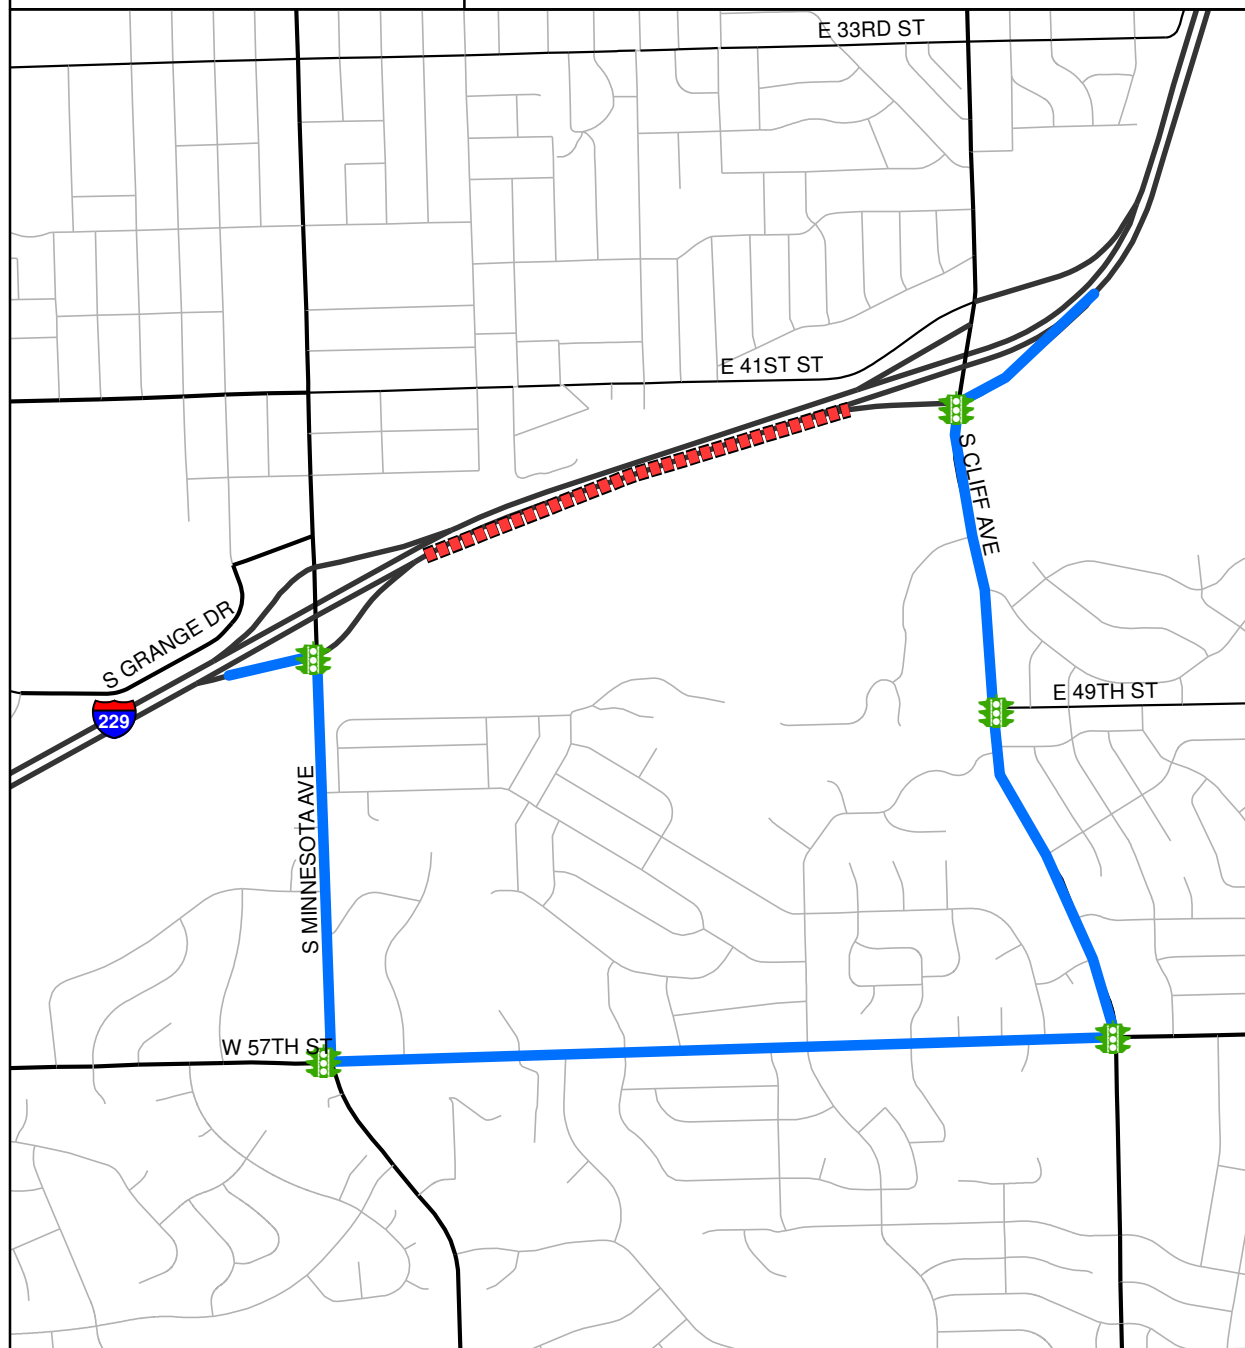 E 33RD ST
E 41ST ST
S CLIFF AVE
S GRANGE DR
229
E 49TH ST
S MINNESOTA AVE
W 57TH ST